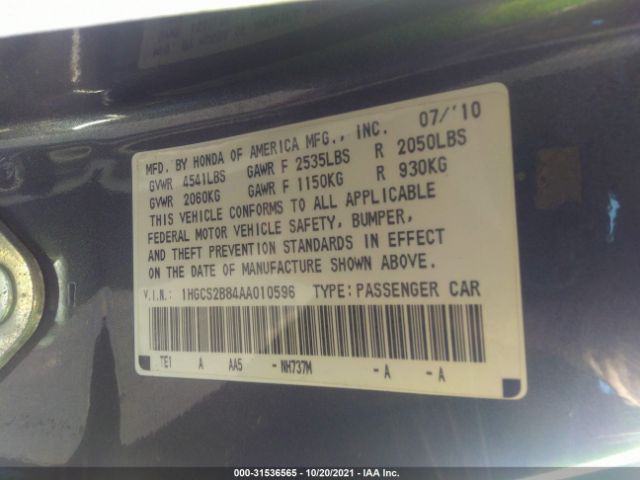 MFD. BY HONDA OF AMERICA MFG., INC. 07/'10
GVWR 4541LBS GAWR F 2535LBS R 2050LBS
GVWR 2060KG GAWR F 1150KG R 930KG
THIS VEHICLE CONFORMS TO ALL APPLICABLE
FEDERAL MOTOR VEHICLE SAFETY, BUMPER,
AND THEFT PREVENTION STANDARDS IN EFFECT
ON THE DATE OF MANUFACTURE SHOWN ABOVE.
V.I.N.: 1HGCS2B84AA010596 TYPE:PASSENGER CAR
TE1 A AA5 -NH737M -A -A
000-31536565 | 10/20/2021 | IAA Inc.